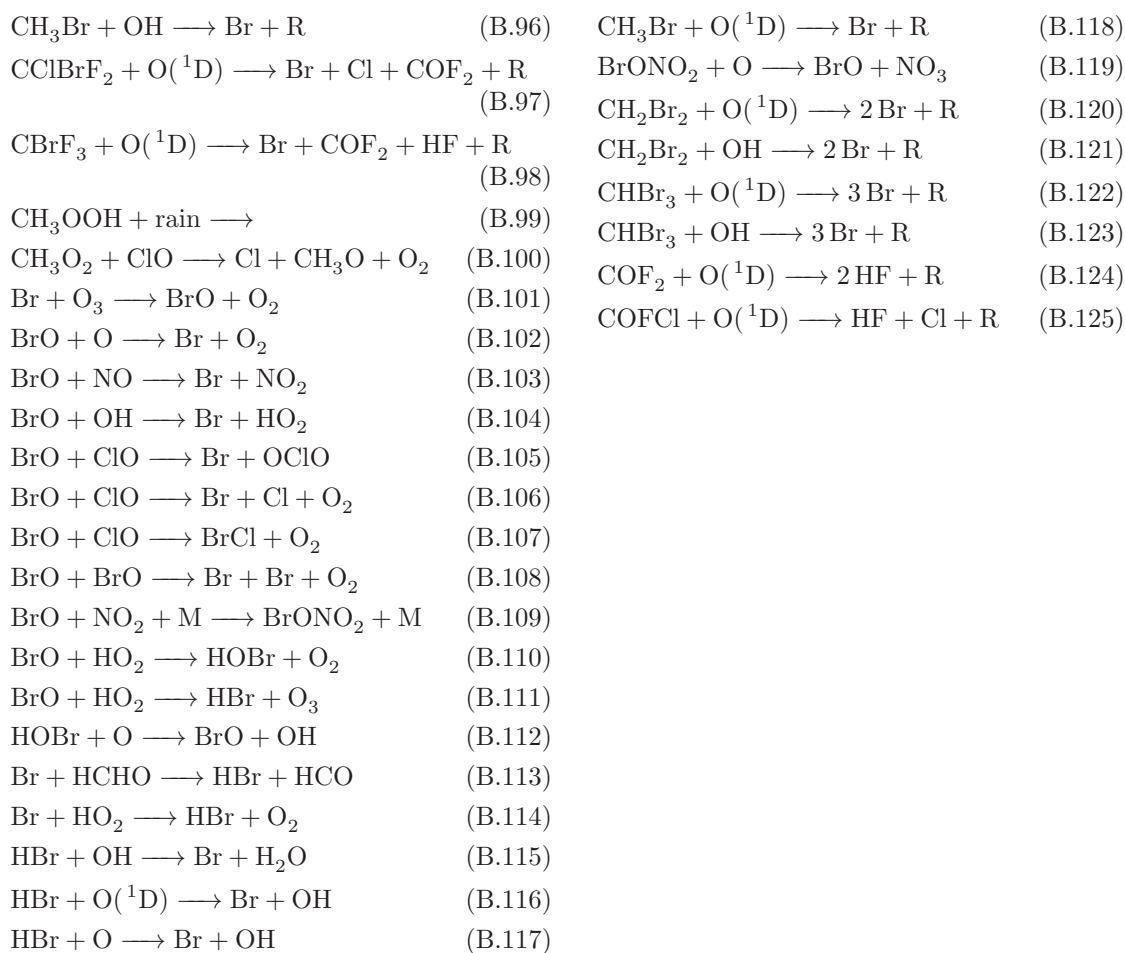 CH₃Br + OH ⟶ Br + R (B.96)
CClBrF₂ + O(¹D) ⟶ Br + Cl + COF₂ + R
(B.97)
CBrF₃ + O(¹D) ⟶ Br + COF₂ + HF + R
(B.98)
CH₃OOH + rain ⟶ (B.99)
CH₃O₂ + ClO ⟶ Cl + CH₃O + O₂ (B.100)
Br + O₃ ⟶ BrO + O₂ (B.101)
BrO + O ⟶ Br + O₂ (B.102)
BrO + NO ⟶ Br + NO₂ (B.103)
BrO + OH ⟶ Br + HO₂ (B.104)
BrO + ClO ⟶ Br + OClO (B.105)
BrO + ClO ⟶ Br + Cl + O₂ (B.106)
BrO + ClO ⟶ BrCl + O₂ (B.107)
BrO + BrO ⟶ Br + Br + O₂ (B.108)
BrO + NO₂ + M ⟶ BrONO₂ + M (B.109)
BrO + HO₂ ⟶ HOBr + O₂ (B.110)
BrO + HO₂ ⟶ HBr + O₃ (B.111)
HOBr + O ⟶ BrO + OH (B.112)
Br + HCHO ⟶ HBr + HCO (B.113)
Br + HO₂ ⟶ HBr + O₂ (B.114)
HBr + OH ⟶ Br + H₂O (B.115)
HBr + O(¹D) ⟶ Br + OH (B.116)
HBr + O ⟶ Br + OH (B.117)
CH₃Br + O(¹D) ⟶ Br + R (B.118)
BrONO₂ + O ⟶ BrO + NO₃ (B.119)
CH₂Br₂ + O(¹D) ⟶ 2 Br + R (B.120)
CH₂Br₂ + OH ⟶ 2 Br + R (B.121)
CHBr₃ + O(¹D) ⟶ 3 Br + R (B.122)
CHBr₃ + OH ⟶ 3 Br + R (B.123)
COF₂ + O(¹D) ⟶ 2 HF + R (B.124)
COFCl + O(¹D) ⟶ HF + Cl + R (B.125)